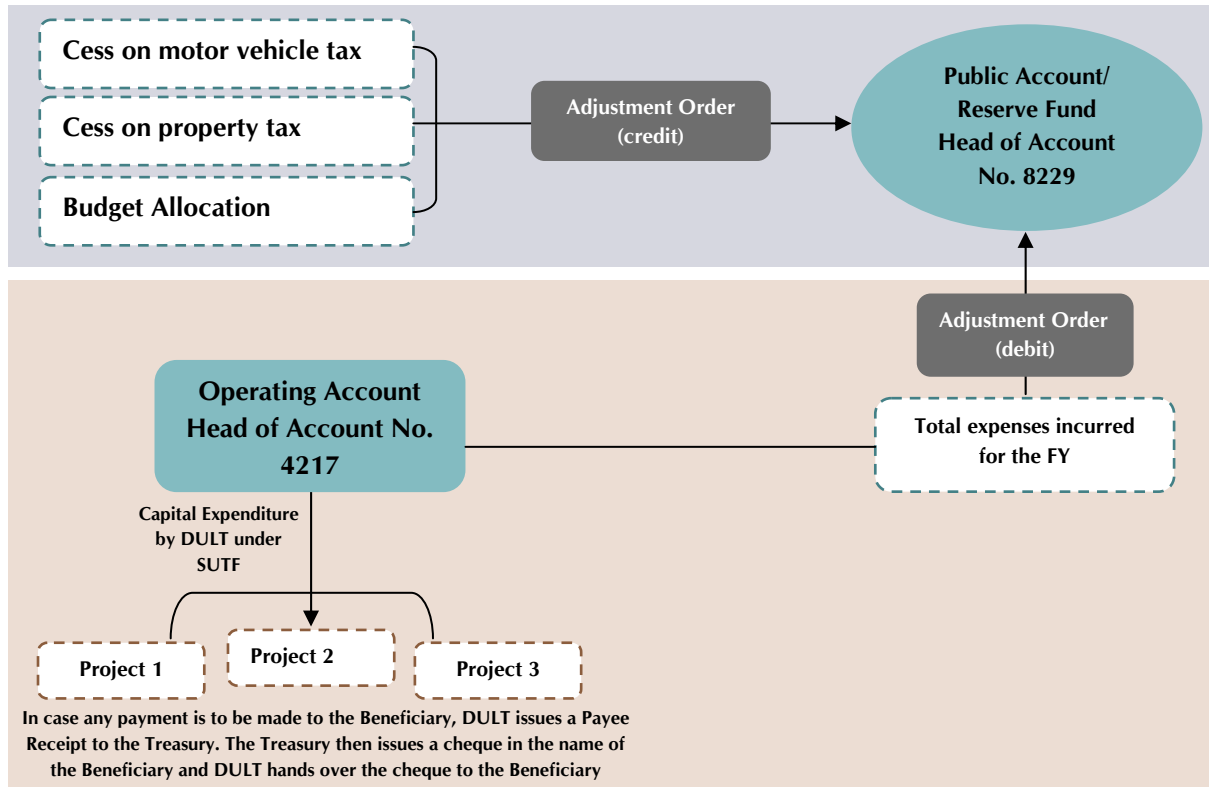 Cess on motor vehicle tax
Cess on property tax
Budget Allocation
Adjustment Order
(credit)
Public Account/
Reserve Fund
Head of Account
No. 8229
Adjustment Order
(debit)
Total expenses incurred
for the FY
Operating Account
Head of Account No.
4217
Capital Expenditure
by DULT under
SUTF
Project 1
Project 2
Project 3
In case any payment is to be made to the Beneficiary, DULT issues a Payee
Receipt to the Treasury. The Treasury then issues a cheque in the name of
the Beneficiary and DULT hands over the cheque to the Beneficiary